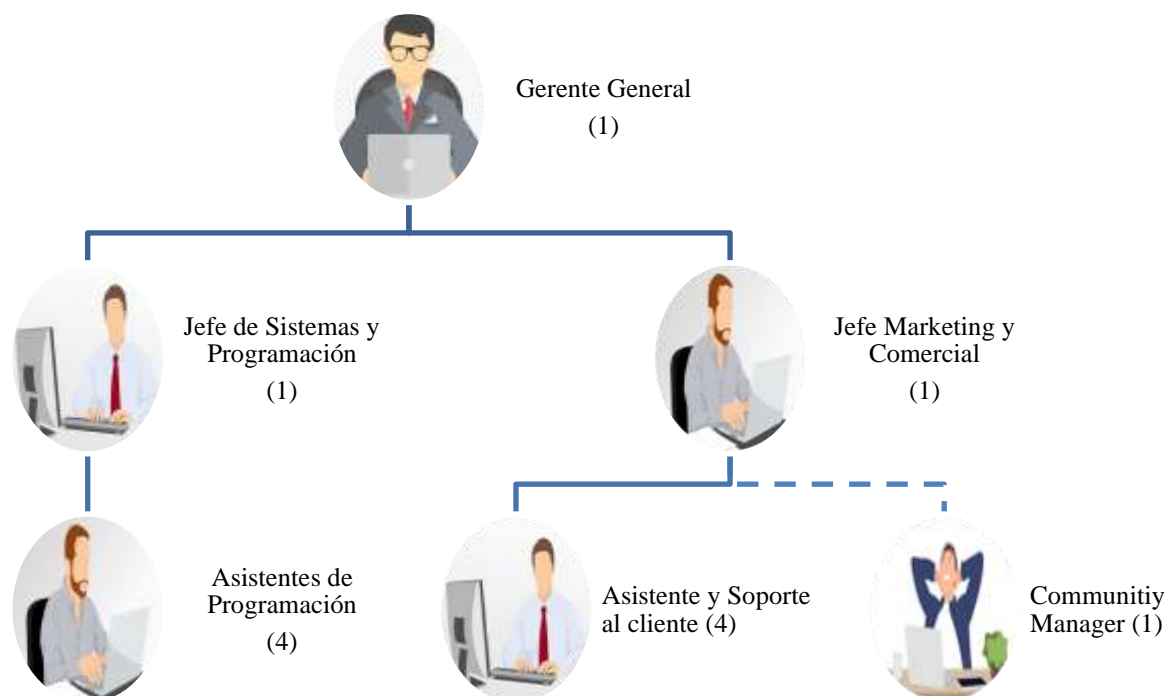 Gerente General
(1)
Jefe de Sistemas y
Programación
(1)
Jefe Marketing y
Comercial
(1)
Asistentes de
Programación
(4)
Asistente y Soporte
al cliente (4)
Communitiy
Manager (1)